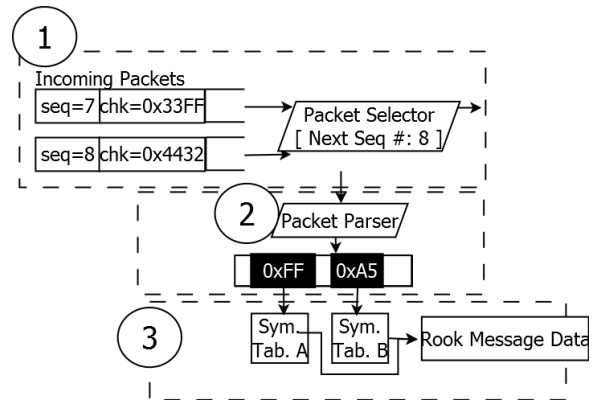 1
Incoming Packets
seq=7 chk=0x33FF
Packet Selector
[ Next Seq #: 8 ]
seq=8 chk=0x4432
2
Packet Parser
0xFF 0xA5
3
Sym. Tab. A
Sym. Tab. B
Rook Message Data